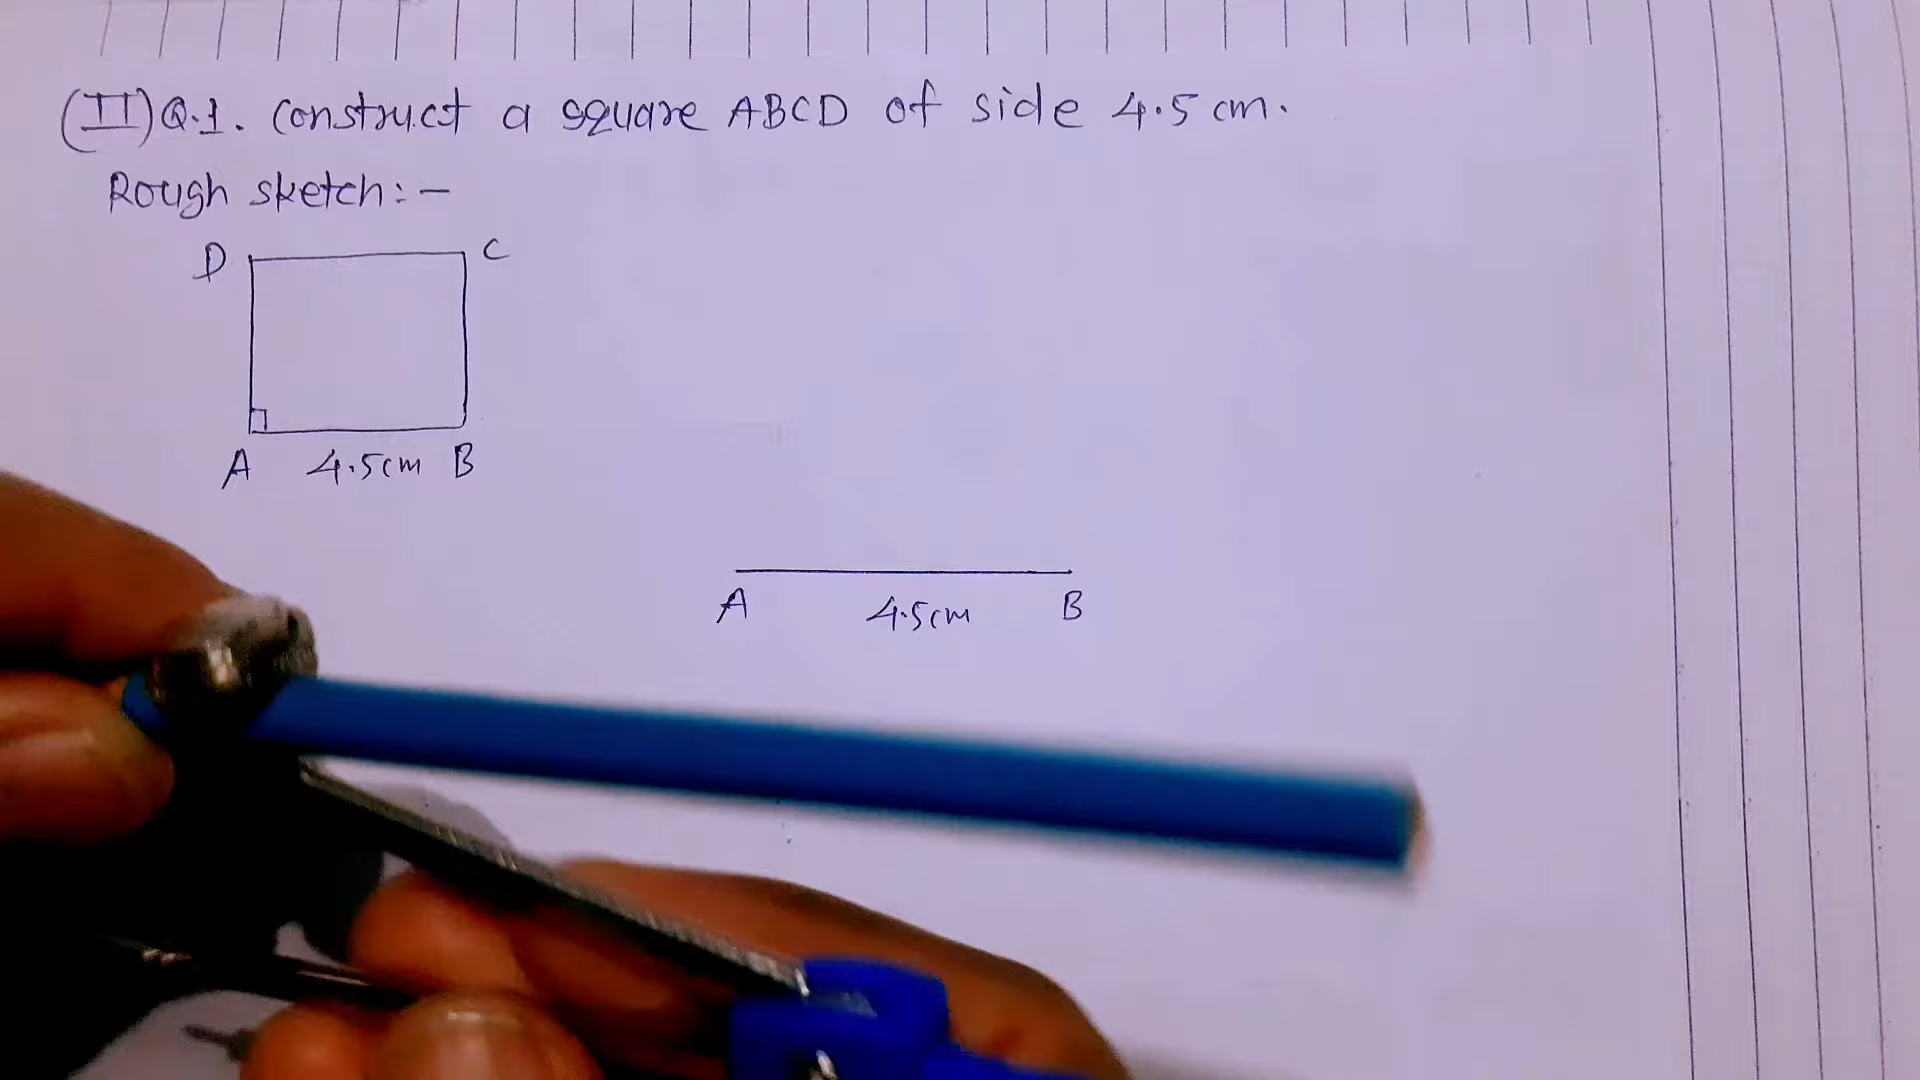 (II) Q.1. Construct a square ABCD of side 4.5 cm.
Rough sketch:-
D C
A 4.5cm B
A 4.5cm B